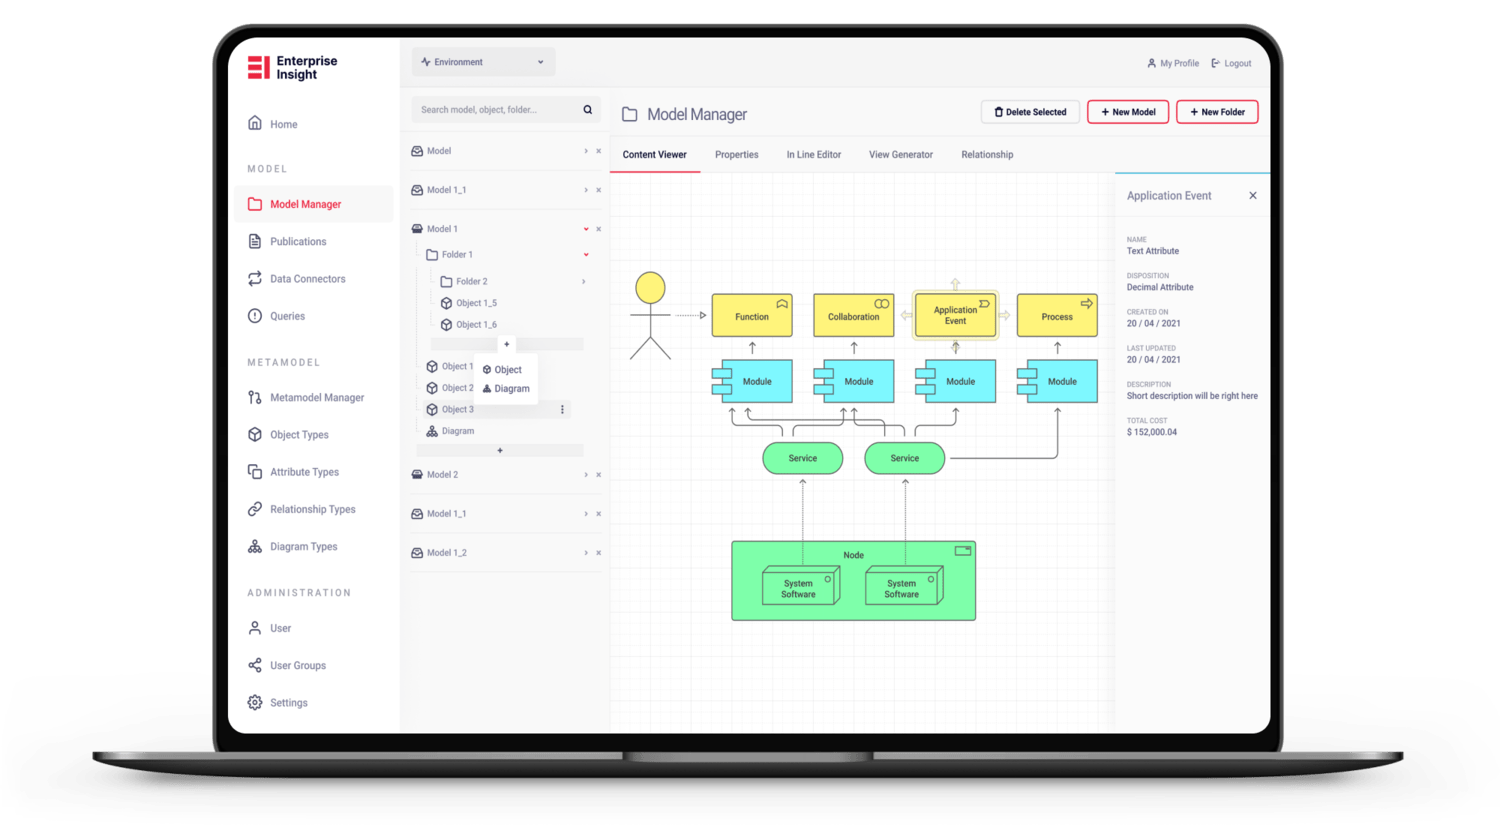 Enterprise
Insight
Home
MODEL
Model Manager
Publications
Data Connectors
Queries
METAMODEL
Metamodel Manager
Object Types
Attribute Types
Relationship Types
Diagram Types
ADMINISTRATION
User
User Groups
Settings
Environment
Search model, object, folder...
Model
Model 1_1
Model 1
Folder 1
Folder 2
Object 1_5
Object 1_6
+
Object 1
Object 2
Object 3
Diagram
+
Object
Diagram
Model 2
Model 1_1
Model 1_2
My Profile
Logout
Model Manager
Delete Selected
+ New Model
+ New Folder
Content Viewer
Properties
In Line Editor
View Generator
Relationship
Function
Collaboration
Application
Event
Process
Module
Module
Module
Module
Service
Service
Node
System
Software
System
Software
Application Event
NAME
Text Attribute
DISPOSITION
Decimal Attribute
CREATED ON
20 / 04 / 2021
LAST UPDATED
20 / 04 / 2021
DESCRIPTION
Short description will be right here
TOTAL COST
$ 152,000.04